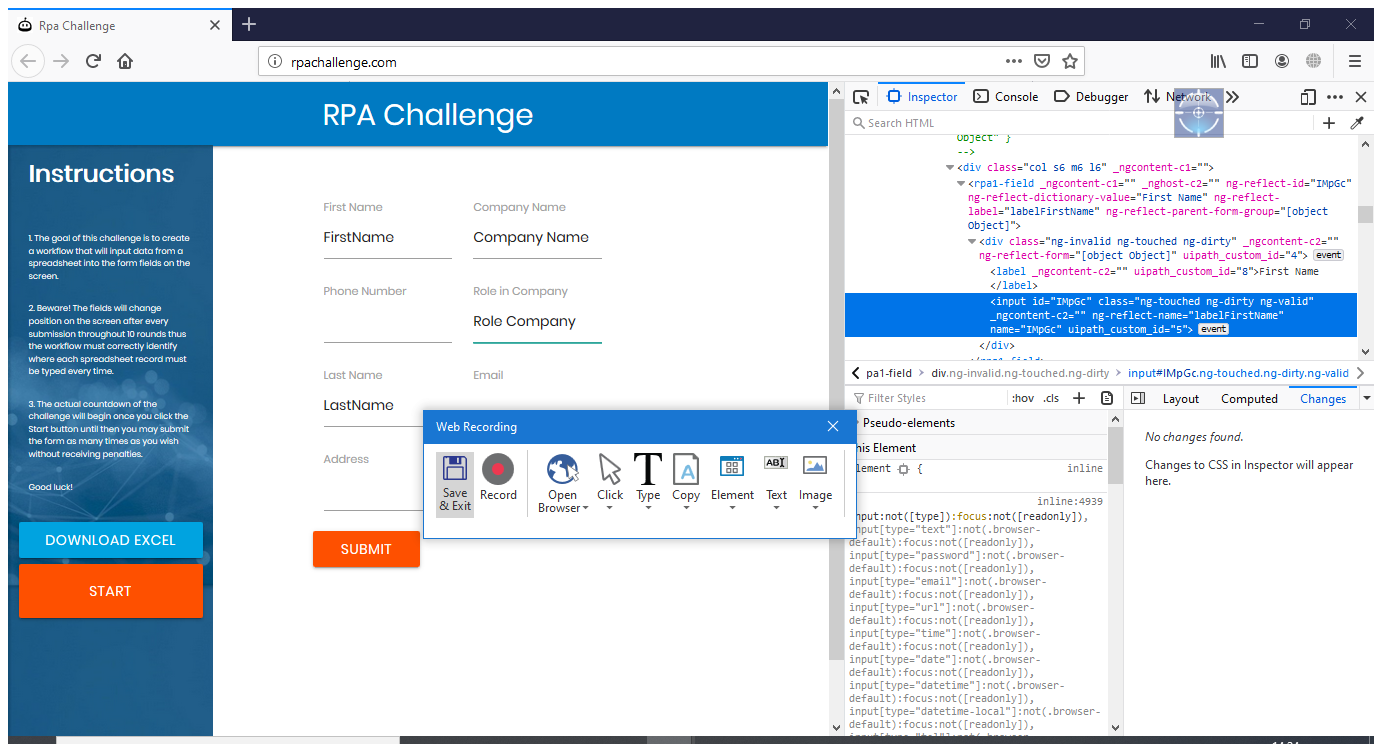 Rpa Challenge
rpachallenge.com
RPA Challenge
Instructions
1. The goal of this challenge is to create
a workflow that will input data from a
spreadsheet into the form fields on the
screen.
2. Beware! The fields will change
position on the screen after every
submission throughout 10 rounds thus
the workflow must correctly identify
where each spreadsheet record must
be typed every time.
3. The actual countdown of the
challenge will begin once you click the
Start button until then you may submit
the form as many times as you wish
without receiving penalties.
Good luck!
DOWNLOAD EXCEL
START
First Name
Company Name
FirstName
Company Name
Phone Number
Role in Company
Role Company
Last Name
Email
LastName
Address
SUBMIT
Web Recording
Save & Exit
Record
Open Browser
Click
Type
Copy
Element
Text
Image
Inspector
Console
Debugger
Network
Search HTML
Object" }
-->
<div class="col s6 m6 l6" _ngcontent-c1="">
<rpa1-field _ngcontent-c1="" _nghost-c2="" ng-reflect-id="IMpGc"
ng-reflect-dictionary-value="First Name" ng-reflect-
label="labelFirstName" ng-reflect-parent-form-group="[object
Object]">
<div class="ng-invalid ng-touched ng-dirty" _ngcontent-c2=""
ng-reflect-form="[object Object]" uipath_custom_id="4"> event
<label _ngcontent-c2="" uipath_custom_id="8">First Name
</label>
<input id="IMpGc" class="ng-touched ng-dirty ng-valid"
_ngcontent-c2="" ng-reflect-name="labelFirstName"
name="IMpGc" uipath_custom_id="5"> event
</div>
pa1-field > div.ng-invalid.ng-touched.ng-dirty > input#IMpGc.ng-touched.ng-dirty.ng-valid
Filter Styles
:hov .cls +
Layout
Computed
Changes
Pseudo-elements
his Element
lement { inline
inline:4939
input:not([type]):focus:not([readonly]),
input[type="text"]:not(.browser-
default):focus:not([readonly]),
input[type="password"]:not(.browser-
default):focus:not([readonly]),
input[type="email"]:not(.browser-
default):focus:not([readonly]),
input[type="url"]:not(.browser-
default):focus:not([readonly]),
input[type="time"]:not(.browser-
default):focus:not([readonly]),
input[type="date"]:not(.browser-
default):focus:not([readonly]),
input[type="datetime"]:not(.browser-
default):focus:not([readonly]),
input[type="datetime-local"]:not(.browser-
default):focus:not([readonly]),
No changes found.
Changes to CSS in Inspector will appear
here.